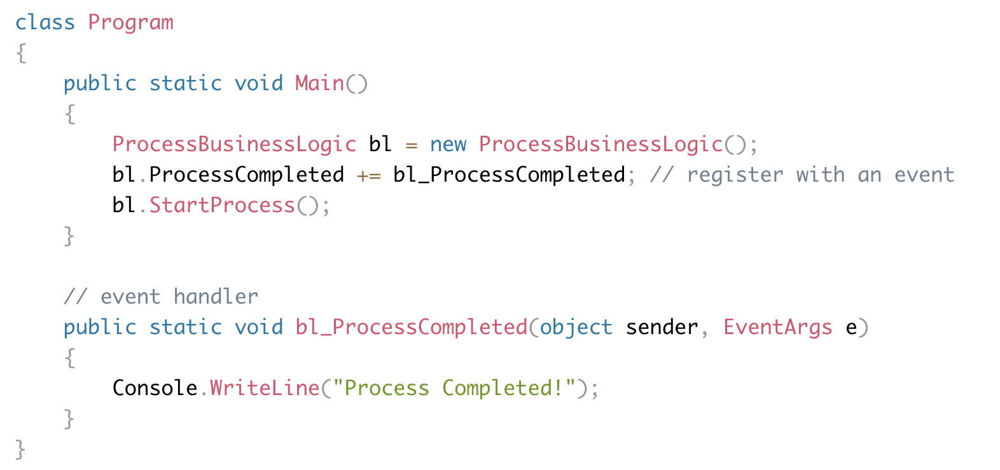 class Program
{
    public static void Main()
    {
        ProcessBusinessLogic bl = new ProcessBusinessLogic();
        bl.ProcessCompleted += bl_ProcessCompleted; // register with an event
        bl.StartProcess();
    }

    // event handler
    public static void bl_ProcessCompleted(object sender, EventArgs e)
    {
        Console.WriteLine("Process Completed!");
    }
}